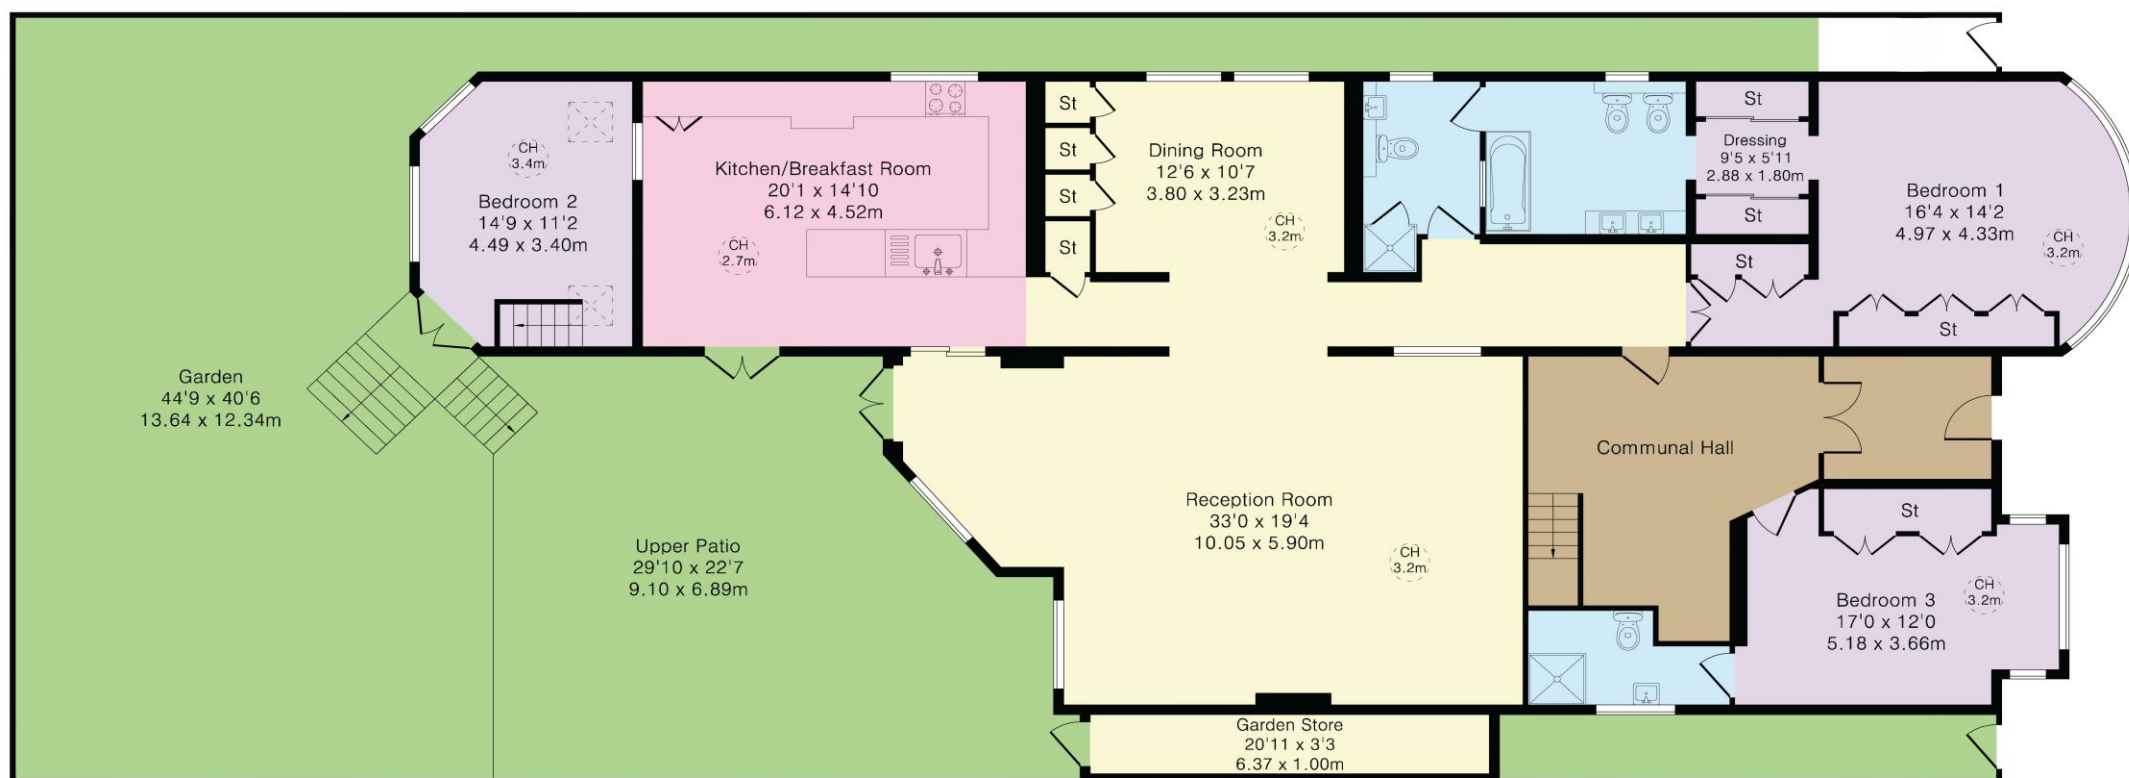 St
St
St
St
St
Dining Room
12'6 x 10'7
3.80 x 3.23m
CH
3.2m
St
Dressing
9'5 x 5'11
2.88 x 1.80m
St
St
Bedroom 1
16'4 x 14'2
4.97 x 4.33m
CH
3.2m
St
CH
3.4m
Bedroom 2
14'9 x 11'2
4.49 x 3.40m
Kitchen/Breakfast Room
20'1 x 14'10
6.12 x 4.52m
CH
2.7m
Garden
44'9 x 40'6
13.64 x 12.34m
Communal Hall
Reception Room
33'0 x 19'4
10.05 x 5.90m
CH
3.2m
Upper Patio
29'10 x 22'7
9.10 x 6.89m
St
CH
3.2m
Bedroom 3
17'0 x 12'0
5.18 x 3.66m
Garden Store
20'11 x 3'3
6.37 x 1.00m